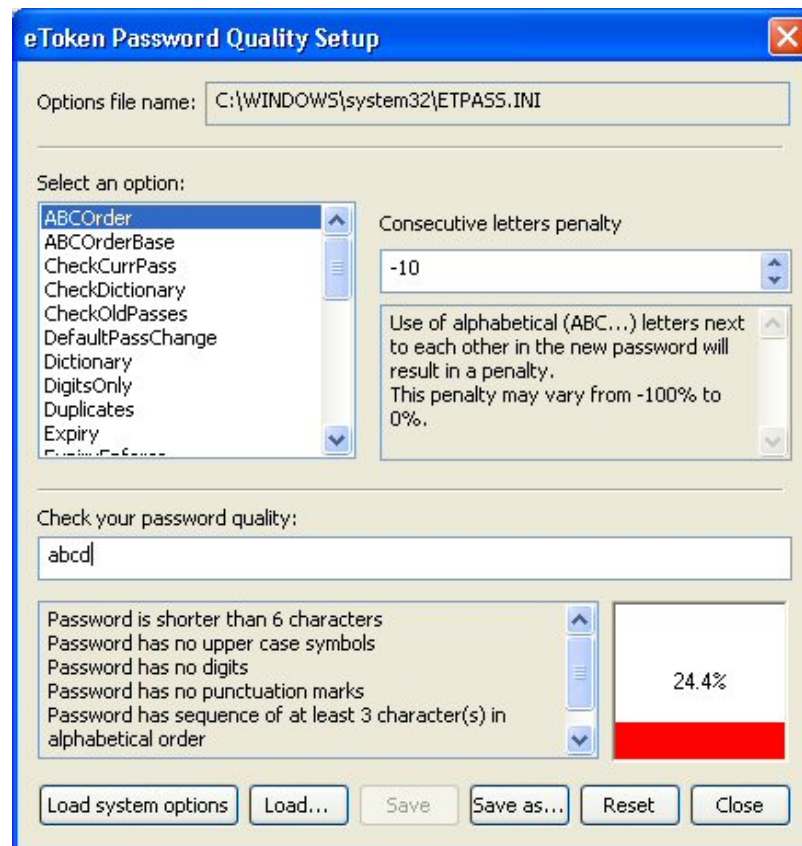 eToken Password Quality Setup
Options file name: C:\WINDOWS\system32\ETPASS.INI
Select an option:
ABCOrder
ABCOrderBase
CheckCurrPass
CheckDictionary
CheckOldPasses
DefaultPassChange
Dictionary
DigitsOnly
Duplicates
Expiry
Consecutive letters penalty
-10
Use of alphabetical (ABC...) letters next
to each other in the new password will
result in a penalty.
This penalty may vary from -100% to
0%.
Check your password quality:
abcd
Password is shorter than 6 characters
Password has no upper case symbols
Password has no digits
Password has no punctuation marks
Password has sequence of at least 3 character(s) in
alphabetical order
24.4%
Load system options Load... Save Save as... Reset Close